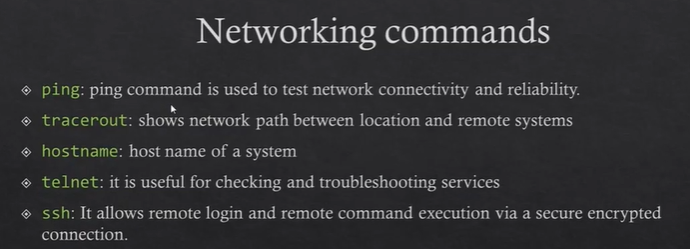 Networking commands
ping: ping command is used to test network connectivity and reliability.
tracerout: shows network path between location and remote systems
hostname: host name of a system
telnet: it is useful for checking and troubleshooting services
ssh: It allows remote login and remote command execution via a secure encrypted
connection.